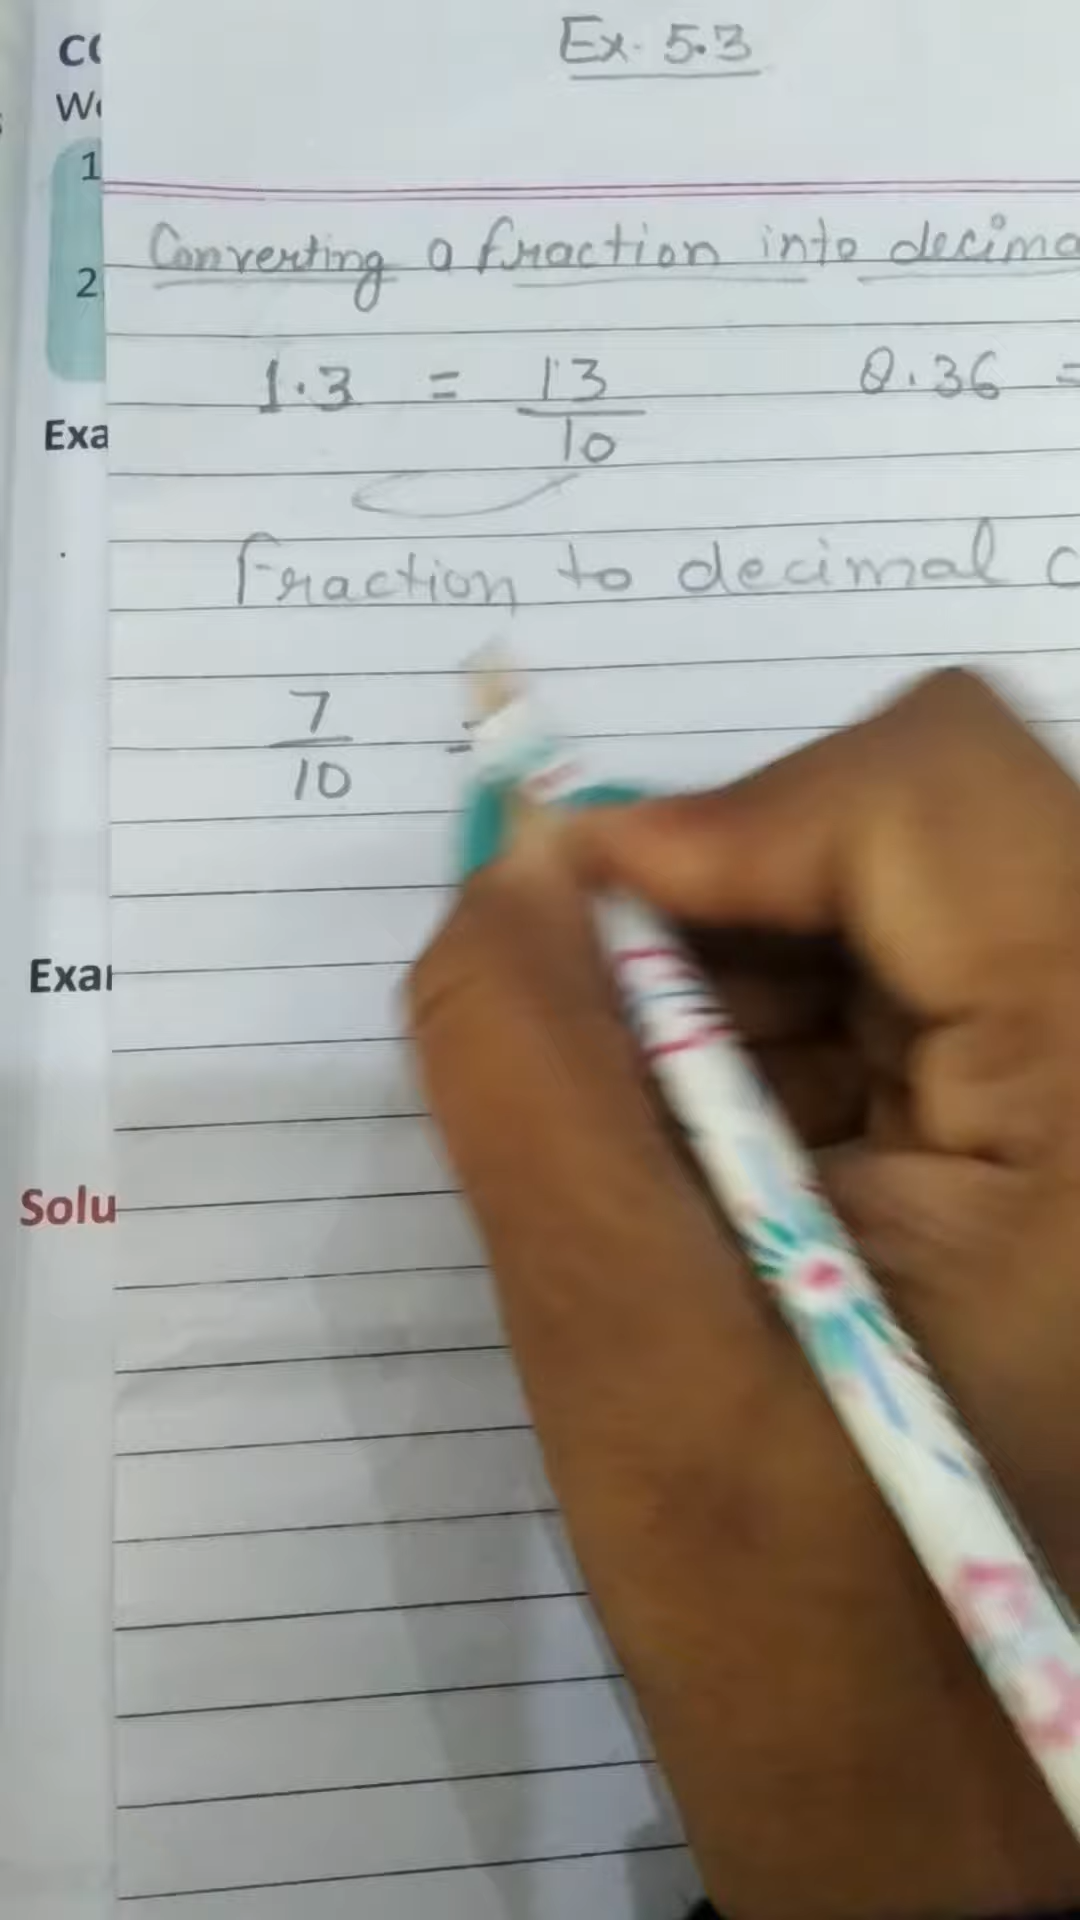 Ex. 5.3
1
2
Converting a fraction into decima
1.3 = 13/10 0.36 =
Exa
Fraction to decimal c
7/10 =
Exa
Solu